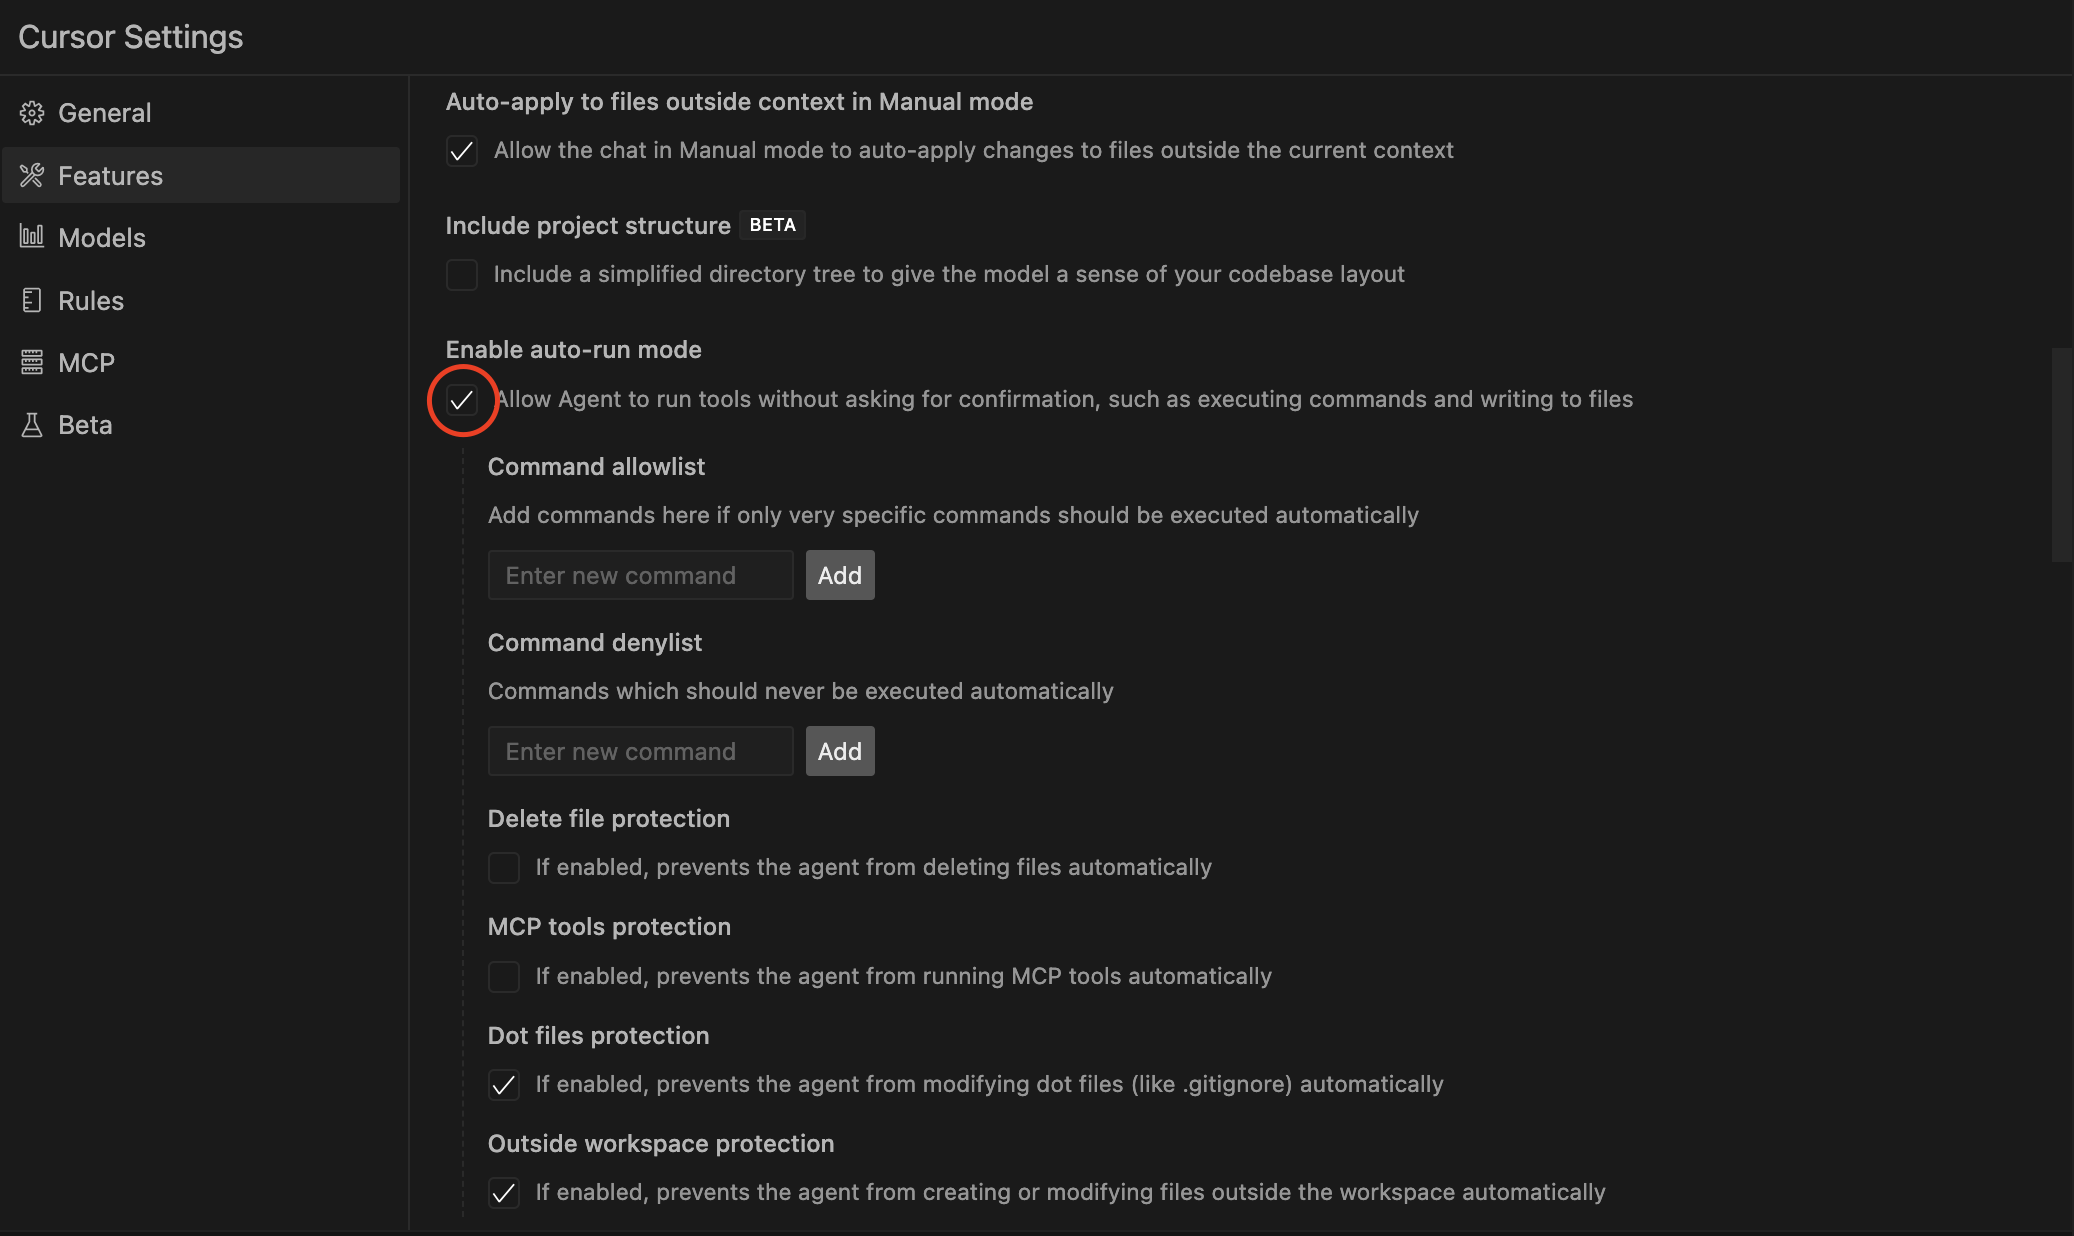 Cursor Settings
General
Features
Models
Rules
MCP
Beta
Auto-apply to files outside context in Manual mode
Allow the chat in Manual mode to auto-apply changes to files outside the current context
Include project structure BETA
Include a simplified directory tree to give the model a sense of your codebase layout
Enable auto-run mode
Allow Agent to run tools without asking for confirmation, such as executing commands and writing to files
Command allowlist
Add commands here if only very specific commands should be executed automatically
Enter new command Add
Command denylist
Commands which should never be executed automatically
Enter new command Add
Delete file protection
If enabled, prevents the agent from deleting files automatically
MCP tools protection
If enabled, prevents the agent from running MCP tools automatically
Dot files protection
If enabled, prevents the agent from modifying dot files (like .gitignore) automatically
Outside workspace protection
If enabled, prevents the agent from creating or modifying files outside the workspace automatically